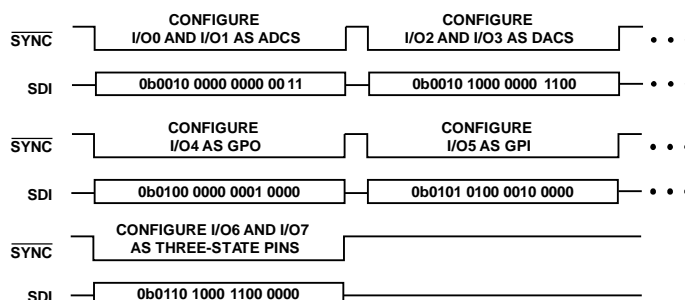 CONFIGURE CONFIGURE
SYNC I/O0 AND I/O1 AS ADCS I/O2 AND I/O3 AS DACS
SDI 0b0010 0000 0000 0011 0b0010 1000 0000 1100
CONFIGURE CONFIGURE
SYNC I/O4 AS GPO I/O5 AS GPI
SDI 0b0100 0000 0001 0000 0b0101 0100 0010 0000
CONFIGURE I/O6 AND I/O7
SYNC AS THREE-STATE PINS
SDI 0b0110 1000 1100 0000